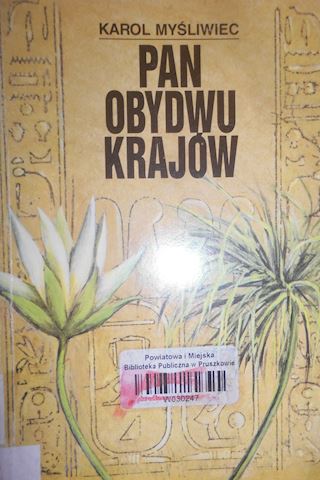 KAROL MYŚLIWIEC
PAN
OBYDWU
KRAJÓW
Powiatowa i Miejska
Biblioteka Publiczna w Pruszkowie
W030247